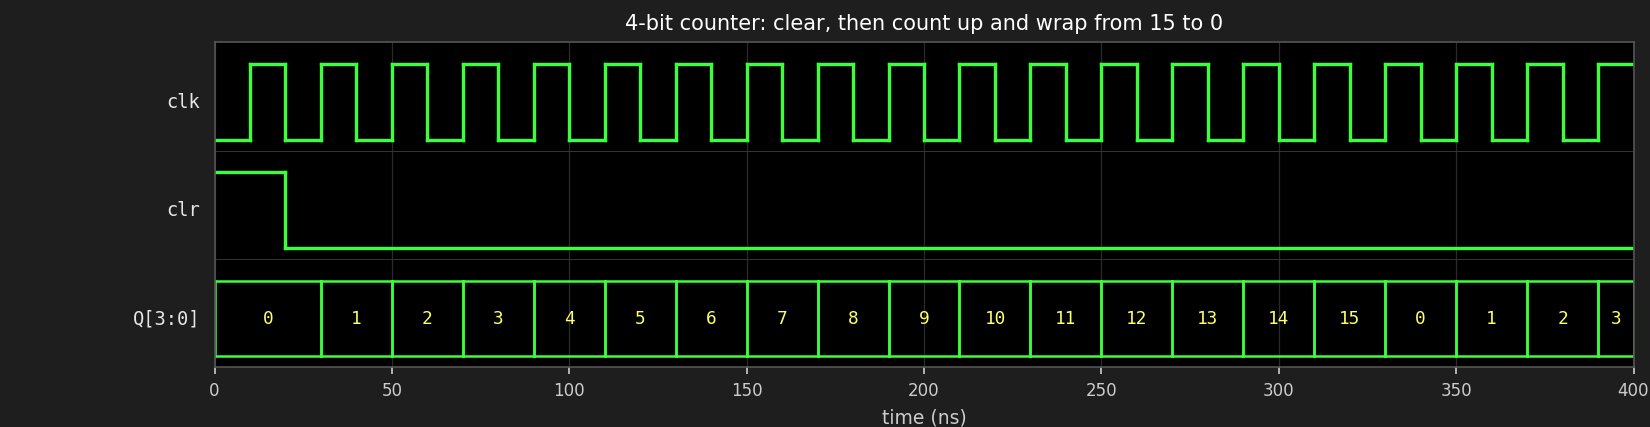 4-bit counter: clear, then count up and wrap from 15 to 0
clk
clr
Q[3:0] 0 1 2 3 4 5 6 7 8 9 10 11 12 13 14 15 0 1 2 3
0 50 100 150 200 250 300 350 400
time (ns)